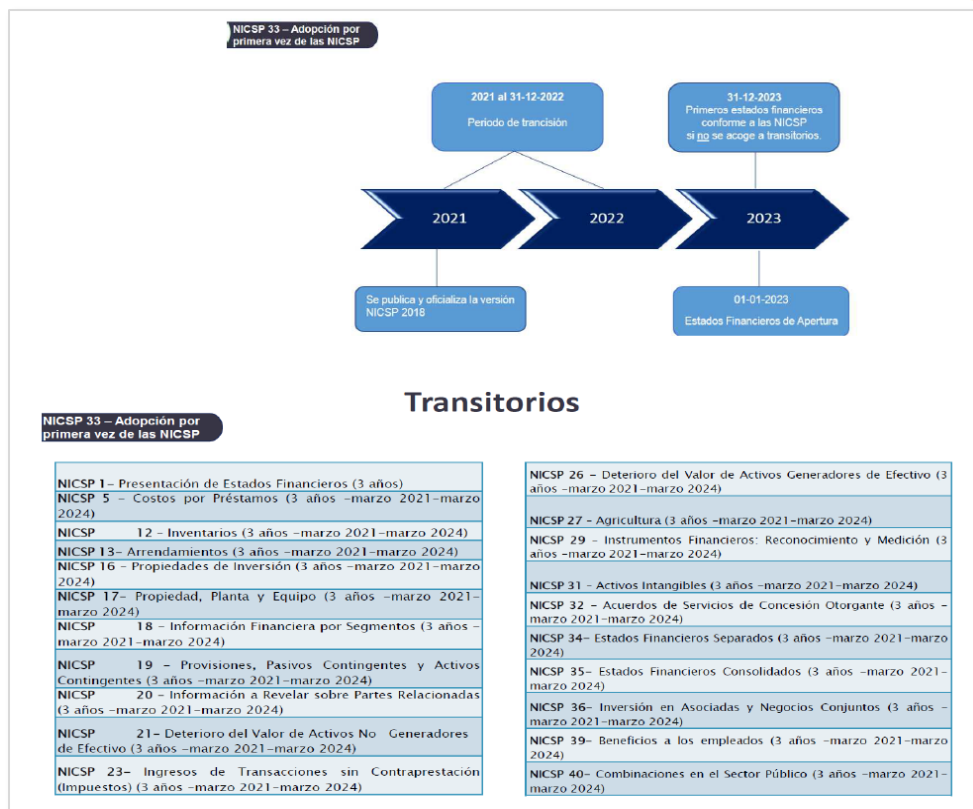 NICSP 33 – Adopción por
primera vez de las NICSP
2021 al 31-12-2022
Periodo de trancisión
31-12-2023
Primeros estados financieros
conforme a las NICSP
si no se acoge a transitorios.
2021
2022
2023
Se publica y oficializa la versión
NICSP 2018
01-01-2023
Estados Financieros de Apertura
Transitorios
NICSP 33 – Adopción por
primera vez de las NICSP
NICSP 1– Presentación de Estados Financieros (3 años)
NICSP 5 – Costos por Préstamos (3 años –marzo 2021–marzo
2024)
NICSP 12 – Inventarios (3 años –marzo 2021–marzo 2024)
NICSP 13– Arrendamientos (3 años –marzo 2021–marzo 2024)
NICSP 16 – Propiedades de Inversión (3 años –marzo 2021–marzo
2024)
NICSP 17– Propiedad, Planta y Equipo (3 años –marzo 2021–
marzo 2024)
NICSP 18 – Información Financiera por Segmentos (3 años –
marzo 2021–marzo 2024)
NICSP 19 – Provisiones, Pasivos Contingentes y Activos
Contingentes (3 años –marzo 2021–marzo 2024)
NICSP 20 – Información a Revelar sobre Partes Relacionadas
(3 años –marzo 2021–marzo 2024)
NICSP 21– Deterioro del Valor de Activos No Generadores
de Efectivo (3 años –marzo 2021–marzo 2024)
NICSP 23– Ingresos de Transacciones sin Contraprestación
(Impuestos) (3 años –marzo 2021–marzo 2024)
NICSP 26 – Deterioro del Valor de Activos Generadores de Efectivo (3
años –marzo 2021–marzo 2024)
NICSP 27 – Agricultura (3 años –marzo 2021–marzo 2024)
NICSP 29 – Instrumentos Financieros: Reconocimiento y Medición (3
años –marzo 2021–marzo 2024)
NICSP 31 – Activos Intangibles (3 años –marzo 2021–marzo 2024)
NICSP 32 – Acuerdos de Servicios de Concesión Otorgante (3 años –
marzo 2021–marzo 2024)
NICSP 34– Estados Financieros Separados (3 años –marzo 2021–marzo
2024)
NICSP 35– Estados Financieros Consolidados (3 años –marzo 2021–
marzo 2024)
NICSP 36– Inversión en Asociadas y Negocios Conjuntos (3 años –
marzo 2021–marzo 2024)
NICSP 39– Beneficios a los empleados (3 años –marzo 2021–marzo
2024)
NICSP 40– Combinaciones en el Sector Público (3 años –marzo 2021–
marzo 2024)